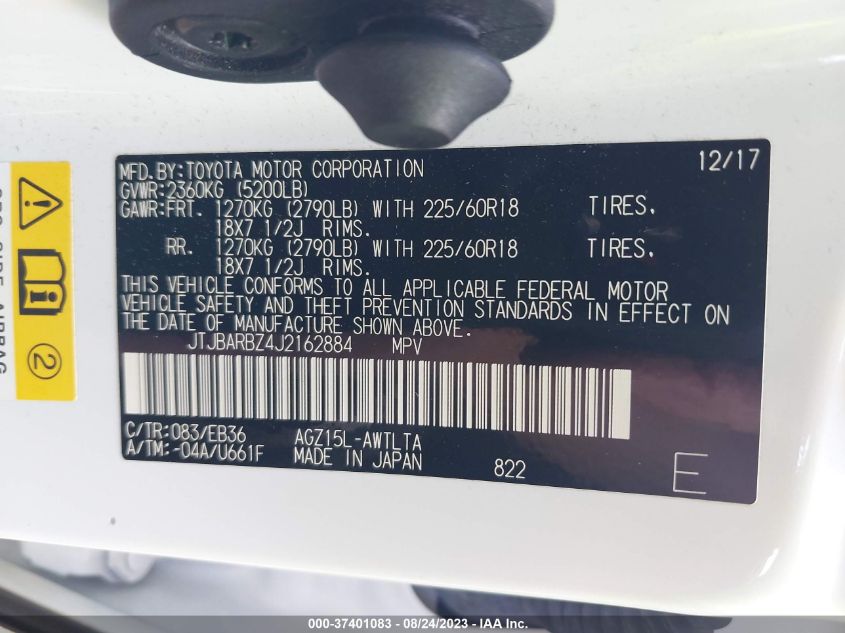 MFD.BY:TOYOTA MOTOR CORPORATION 12/17
GVWR:2360KG (5200LB)
GAWR:FRT. 1270KG (2790LB) WITH 225/60R18 TIRES.
18X7 1/2J RIMS.
RR. 1270KG (2790LB) WITH 225/60R18 TIRES.
18X7 1/2J RIMS.
THIS VEHICLE CONFORMS TO ALL APPLICABLE FEDERAL MOTOR
VEHICLE SAFETY AND THEFT PREVENTION STANDARDS IN EFFECT ON
THE DATE OF MANUFACTURE SHOWN ABOVE.
JTJBARBZ4J2162884 MPV
C/TR:083/EB36 AGZ15L-AWTLTA
A/TM:-04A/U661F MADE IN JAPAN 822 E
2
000-37401083 - 08/24/2023 - IAA Inc.